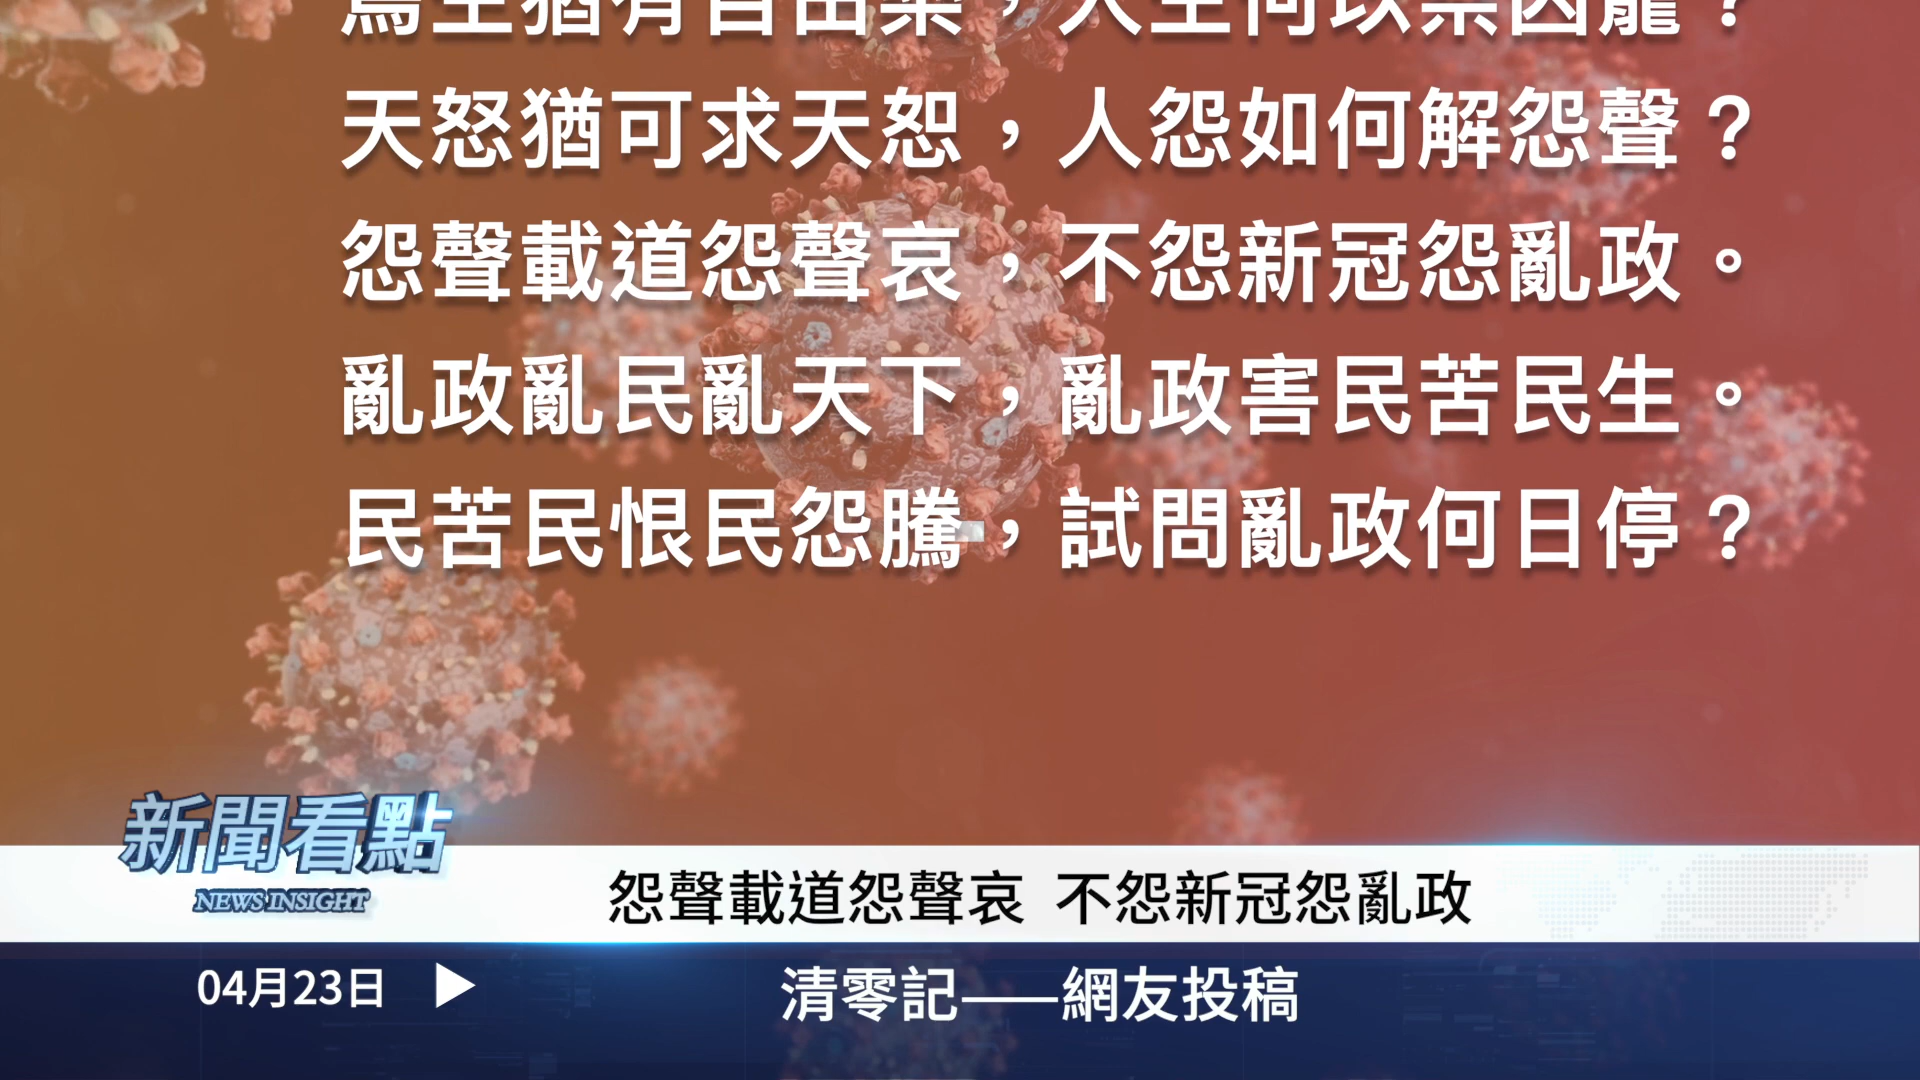 天怒猶可求天恕，人怨如何解怨聲？
怨聲載道怨聲哀，不怨新冠怨亂政。
亂政亂民亂天下，亂政害民苦民生。
民苦民恨民怨騰，試問亂政何日停？
新聞看點
NEWS INSIGHT
怨聲載道怨聲哀 不怨新冠怨亂政
04月23日
清零記——網友投稿